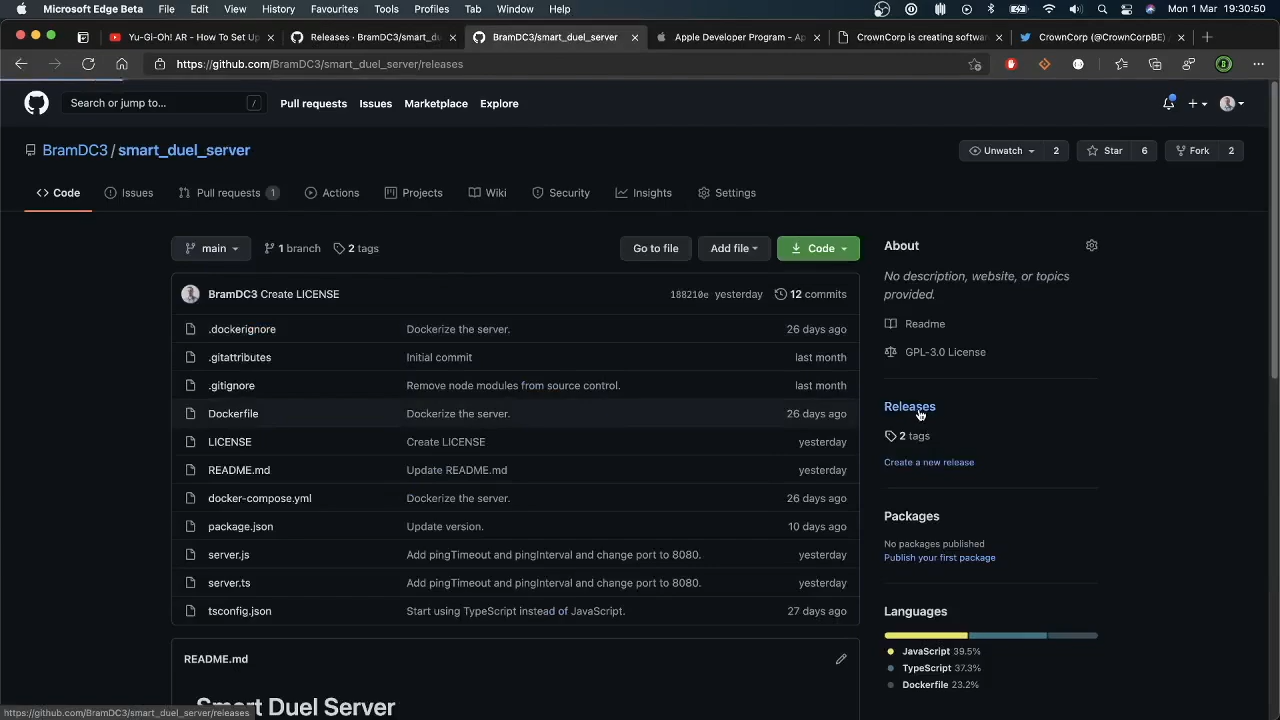 Microsoft Edge Beta File Edit View History Favourites Tools Profiles Tab Window Help Mon 1 Mar 19:30:50
Yu-Gi-Oh! AR - How To Set Up
Releases · BramDC3/smart_du
BramDC3/smart_duel_server
Apple Developer Program - Ap
CrownCorp is creating softwa
CrownCorp (@CrownCorpBE)
https://github.com/BramDC3/smart_duel_server/releases
Search or jump to... /
Pull requests Issues Marketplace Explore
BramDC3 / smart_duel_server
Unwatch 2 Star 6 Fork 2
Code Issues Pull requests 1 Actions Projects Wiki Security Insights Settings
main 1 branch 2 tags Go to file Add file Code
BramDC3 Create LICENSE 188210e yesterday 12 commits
.dockerignore Dockerize the server. 26 days ago
.gitattributes Initial commit last month
.gitignore Remove node modules from source control. last month
Dockerfile Dockerize the server. 26 days ago
LICENSE Create LICENSE yesterday
README.md Update README.md yesterday
docker-compose.yml Dockerize the server. 26 days ago
package.json Update version. 10 days ago
server.js Add pingTimeout and pingInterval and change port to 8080. yesterday
server.ts Add pingTimeout and pingInterval and change port to 8080. yesterday
tsconfig.json Start using TypeScript instead of JavaScript. 27 days ago
README.md
Smart Duel Server
About
No description, website, or topics
provided.
Readme
GPL-3.0 License
Releases
2 tags
Create a new release
Packages
No packages published
Publish your first package
Languages
JavaScript 39.5%
TypeScript 37.3%
Dockerfile 23.2%
https://github.com/BramDC3/smart_duel_server/releases